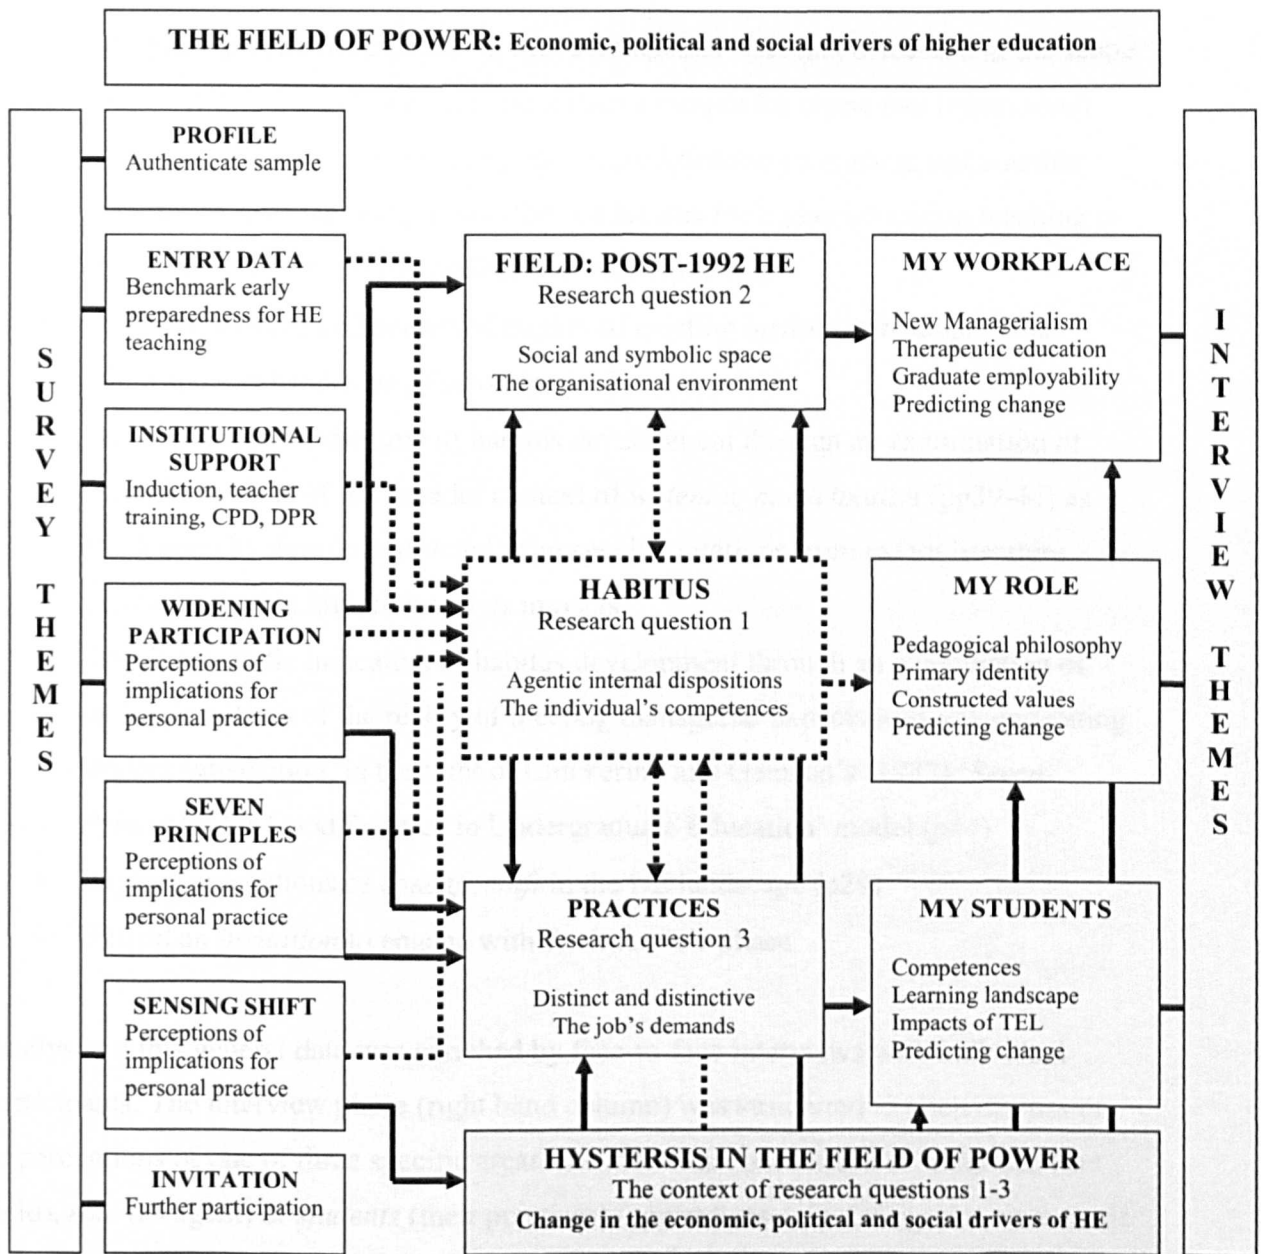 THE FIELD OF POWER: Economic, political and social drivers of higher education
SURVEY THEMES
PROFILE
Authenticate sample
ENTRY DATA
Benchmark early
preparedness for HE
teaching
INSTITUTIONAL
SUPPORT
Induction, teacher
training, CPD, DPR
WIDENING
PARTICIPATION
Perceptions of
implications for
personal practice
SEVEN
PRINCIPLES
Perceptions of
implications for
personal practice
SENSING SHIFT
Perceptions of
implications for
personal practice
INVITATION
Further participation
FIELD: POST-1992 HE
Research question 2
Social and symbolic space
The organisational environment
HABITUS
Research question 1
Agentic internal dispositions
The individual's competences
PRACTICES
Research question 3
Distinct and distinctive
The job's demands
HYSTERSIS IN THE FIELD OF POWER
The context of research questions 1-3
Change in the economic, political and social drivers of HE
MY WORKPLACE
New Managerialism
Therapeutic education
Graduate employability
Predicting change
MY ROLE
Pedagogical philosophy
Primary identity
Constructed values
Predicting change
MY STUDENTS
Competences
Learning landscape
Impacts of TEL
Predicting change
INTERVIEW THEMES